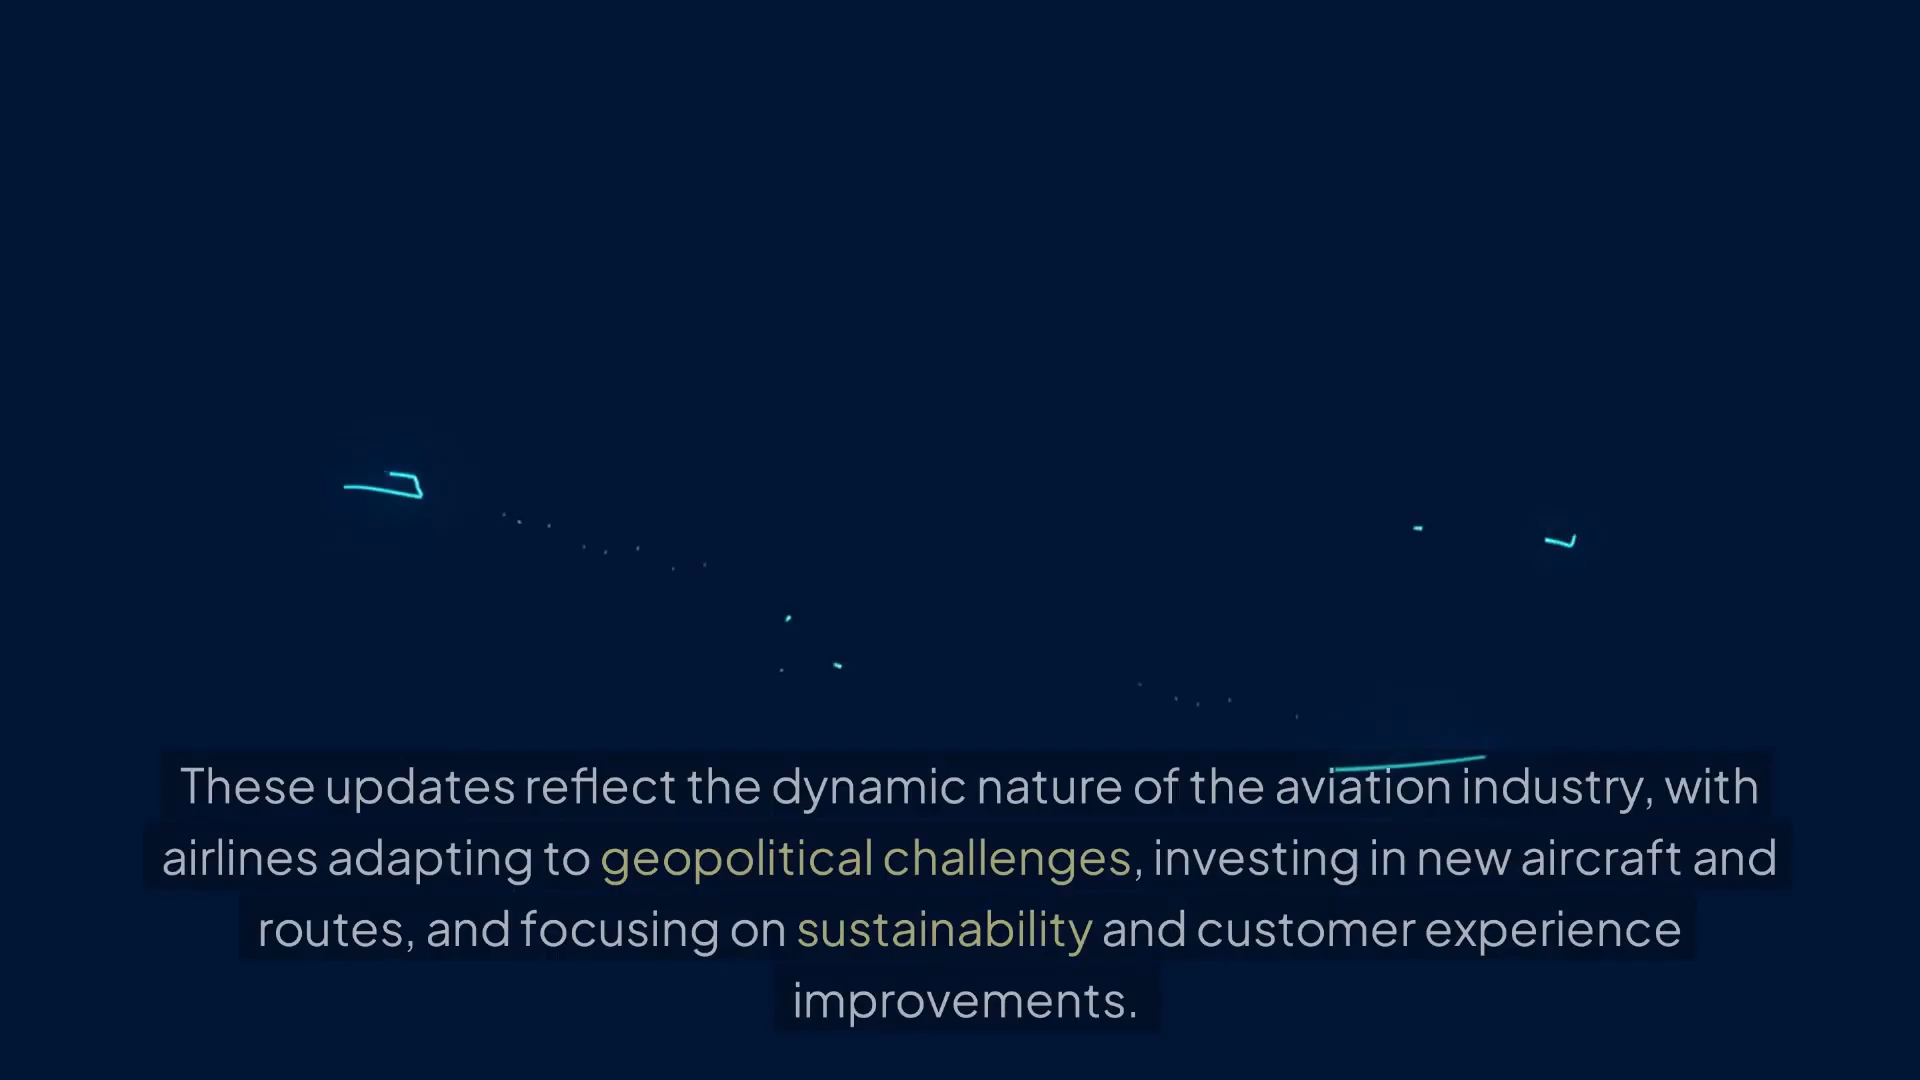 These updates reflect the dynamic nature of the aviation industry, with
airlines adapting to geopolitical challenges, investing in new aircraft and
routes, and focusing on sustainability and customer experience
improvements.